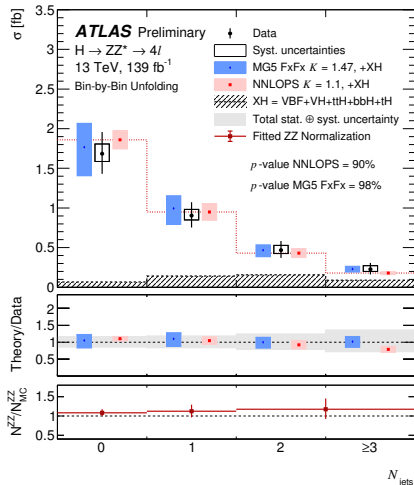 σ [fb]
ATLAS Preliminary
H → ZZ* → 4l
13 TeV, 139 fb⁻¹
Bin-by-Bin Unfolding
Data
Syst. uncertainties
MG5 FxFx K = 1.47, +XH
NNLOPS K = 1.1, +XH
XH = VBF+VH+ttH+bbH+tH
Total stat. ⊕ syst. uncertainty
Fitted ZZ Normalization
p-value NNLOPS = 90%
p-value MG5 FxFx = 98%
3.5
3
2.5
2
1.5
1
0.5
0
Theory/Data
2
1.5
1
0.5
N^ZZ/N^ZZ_MC
1.5
1
0.5
0 1 2 ≥3
N_jets